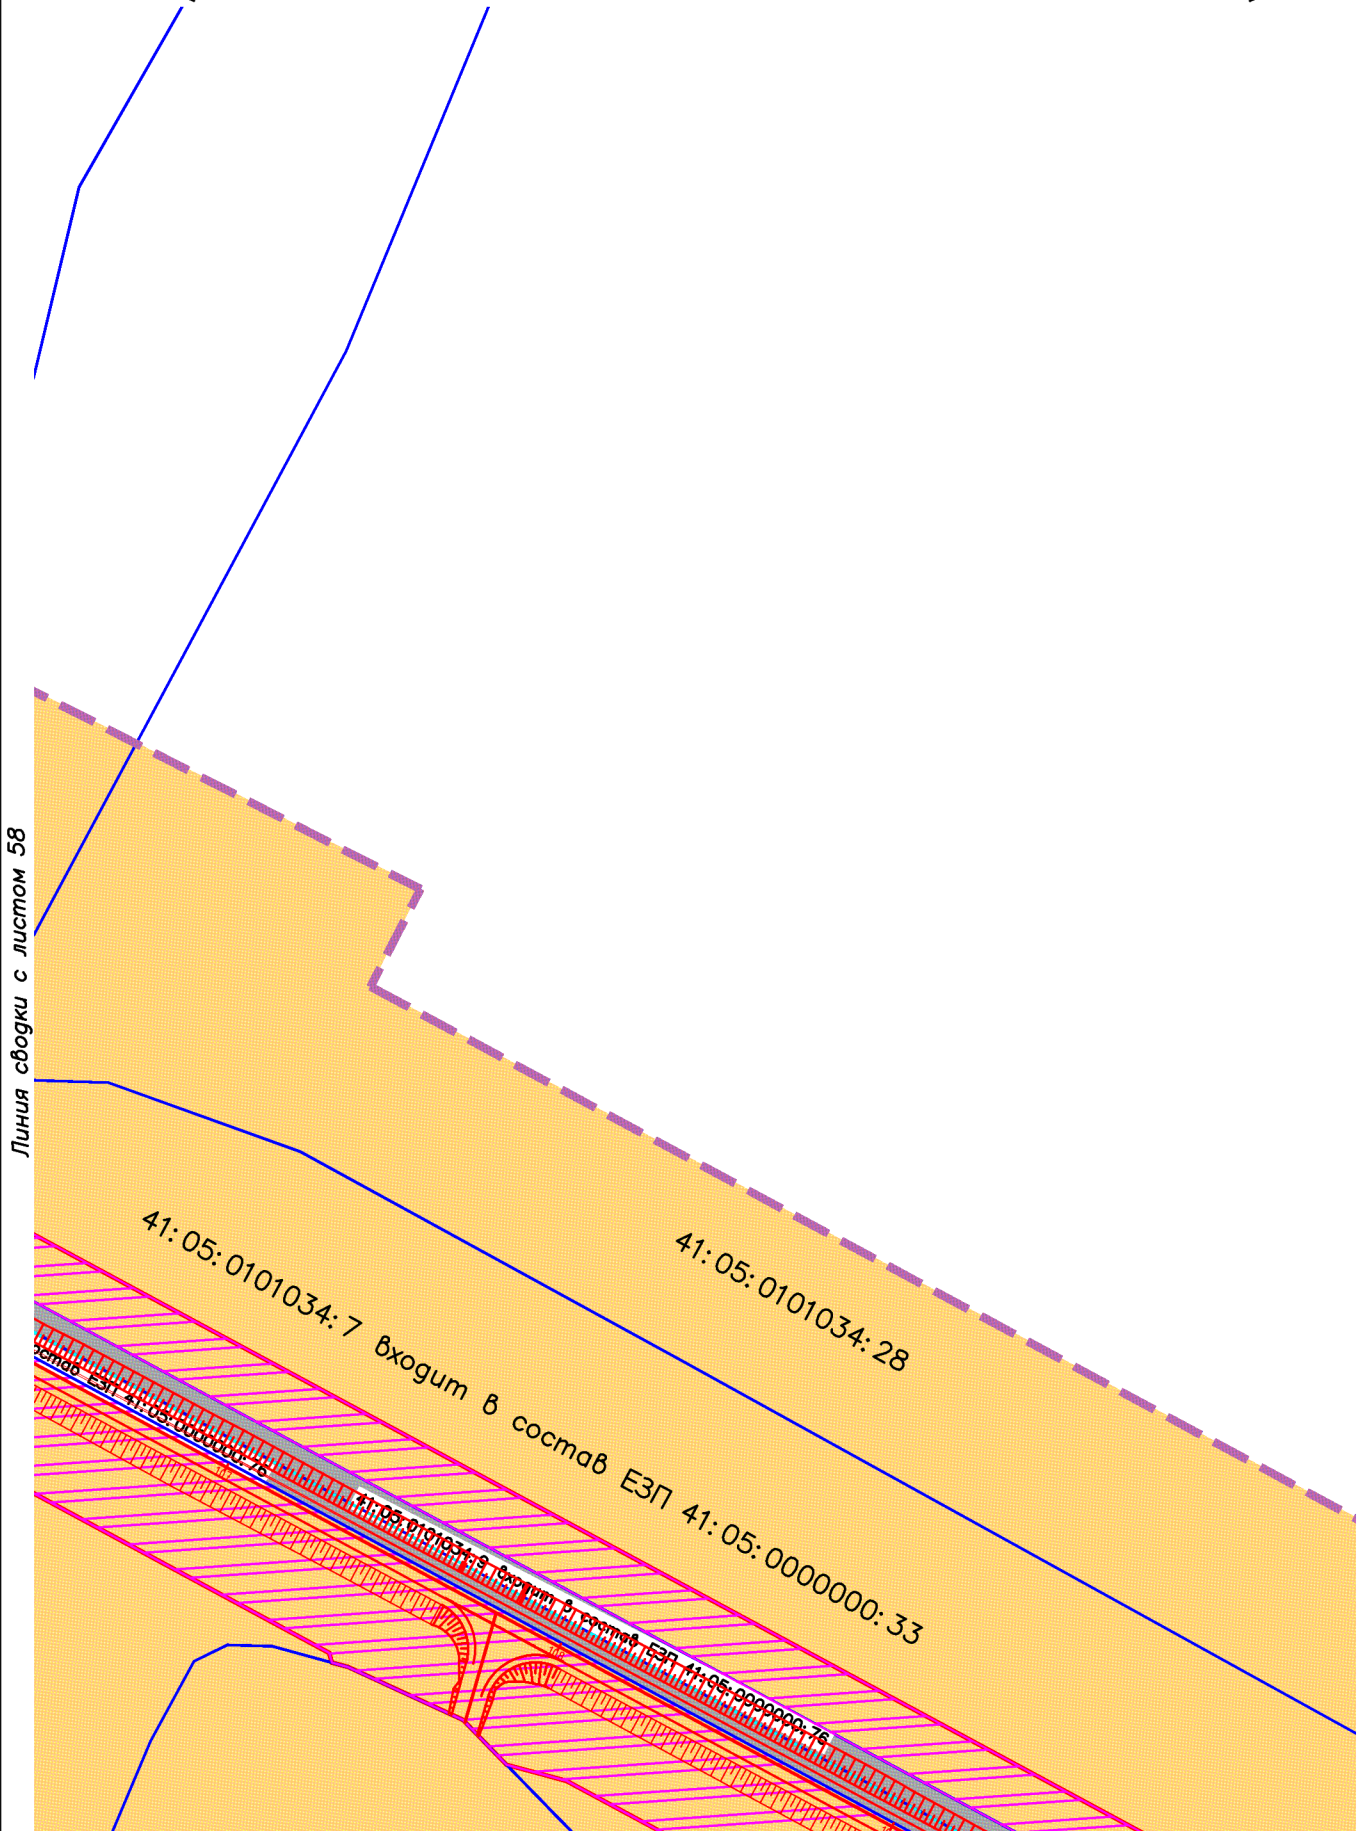 Линия сводки с листом 58
41:05:0101034:28
41:05:0101034:7 входит в состав ЕЗП 41:05:0000000:33
состав ЕЗП 41:05:0000000:76
41:05:0101034:9 входит в состав ЕЗП 41:05:0000000:76